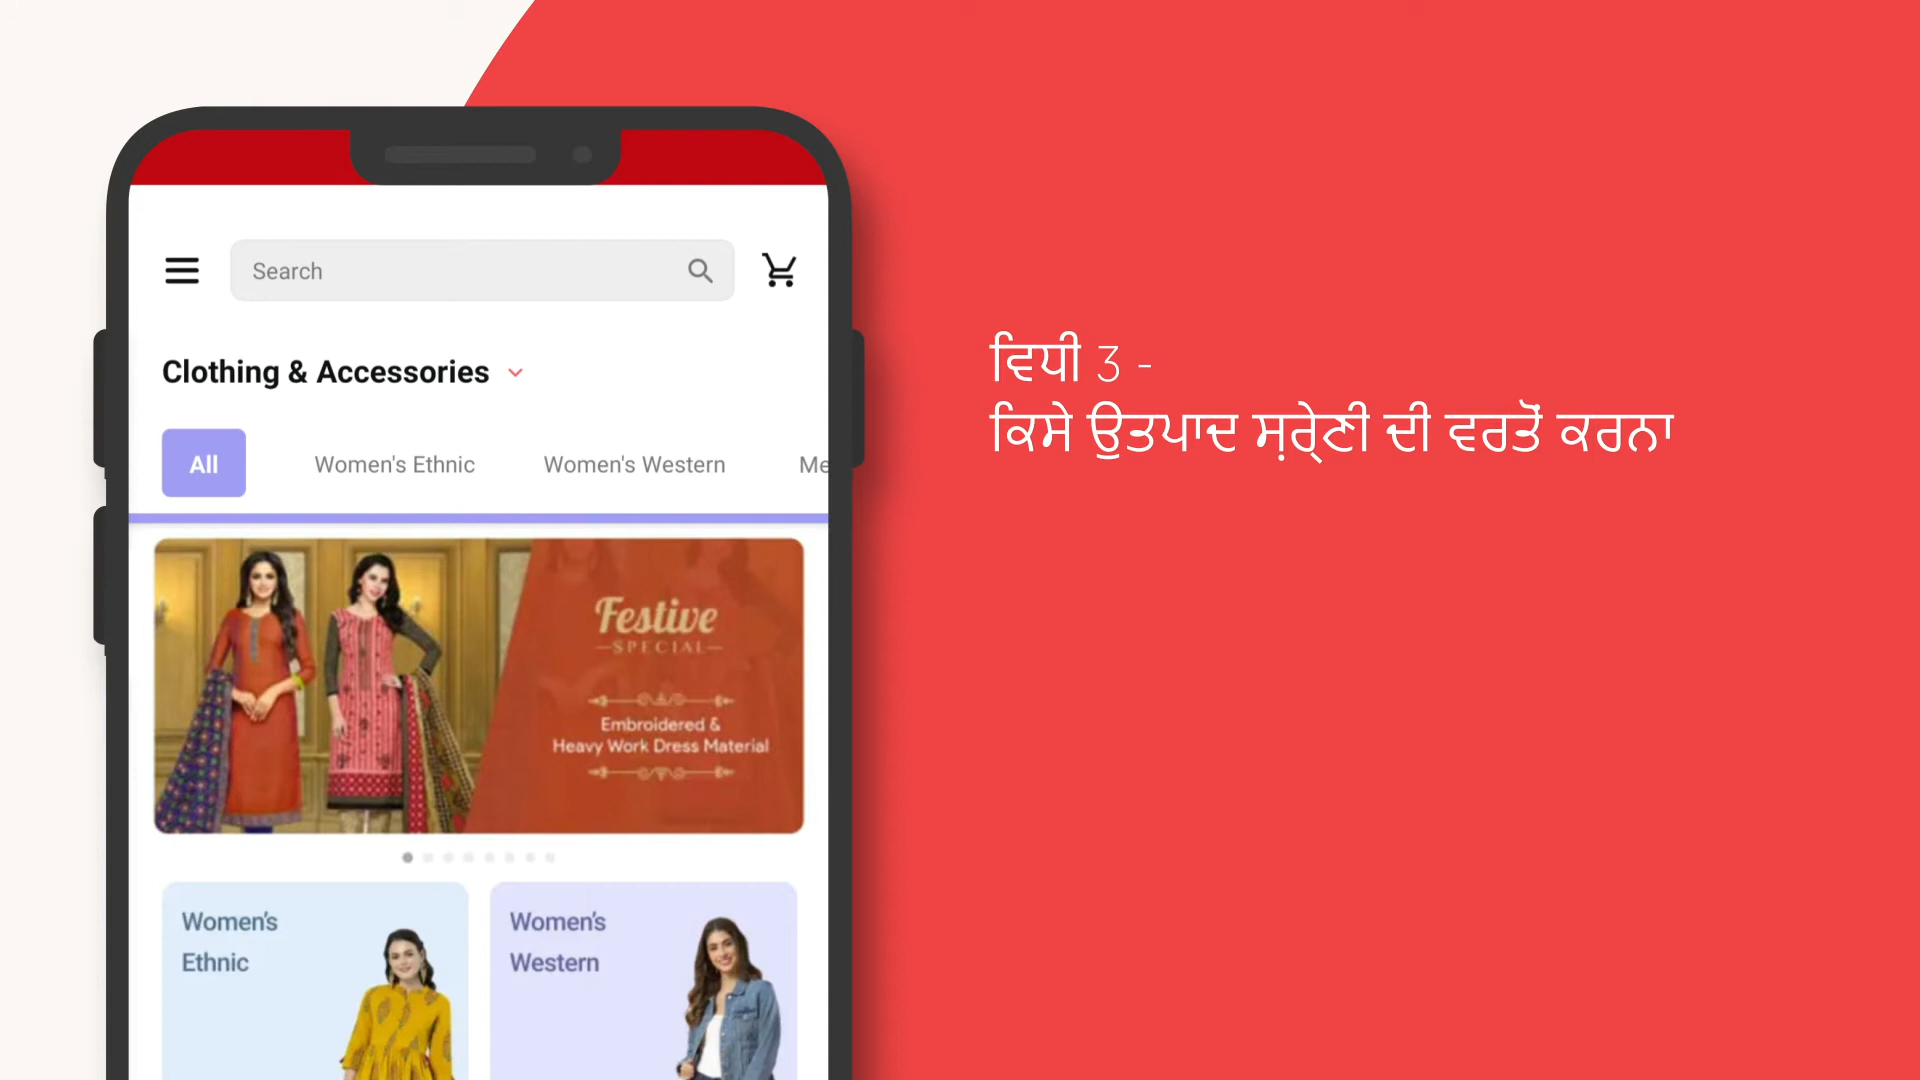 Search
Clothing & Accessories
All Women's Ethnic Women's Western Me
Festive
SPECIAL
Embroidered &
Heavy Work Dress Material
Women's
Ethnic
Women's
Western
ਵਿਧੀ 3 -
ਕਿਸੇ ਉਤਪਾਦ ਸ਼੍ਰੇਣੀ ਦੀ ਵਰਤੋਂ ਕਰਨਾ